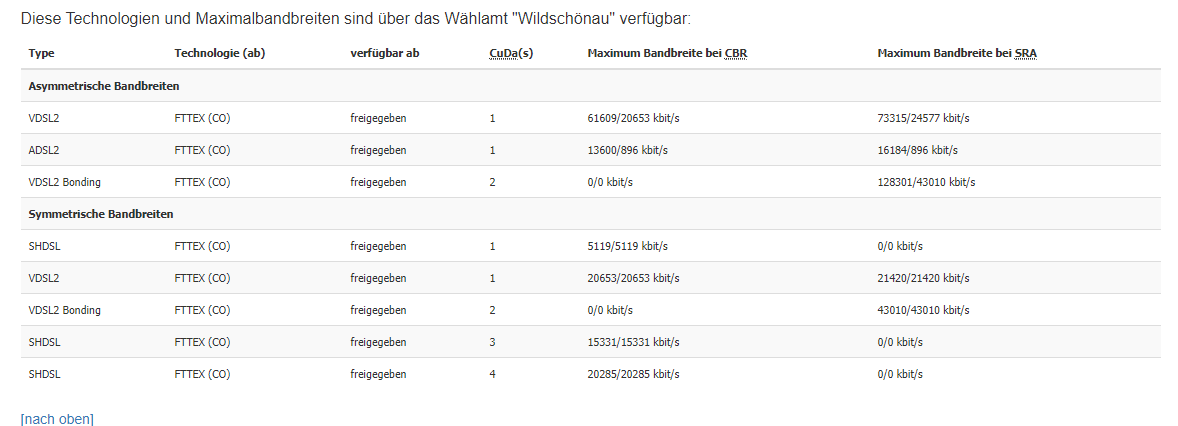 Diese Technologien und Maximalbandbreiten sind über das Wählamt "Wildschönau" verfügbar:
Type Technologie (ab) verfügbar ab CuDa(s) Maximum Bandbreite bei CBR Maximum Bandbreite bei SRA
Asymmetrische Bandbreiten
VDSL2 FTTEX (CO) freigegeben 1 61609/20653 kbit/s 73315/24577 kbit/s
ADSL2 FTTEX (CO) freigegeben 1 13600/896 kbit/s 16184/896 kbit/s
VDSL2 Bonding FTTEX (CO) freigegeben 2 0/0 kbit/s 128301/43010 kbit/s
Symmetrische Bandbreiten
SHDSL FTTEX (CO) freigegeben 1 5119/5119 kbit/s 0/0 kbit/s
VDSL2 FTTEX (CO) freigegeben 1 20653/20653 kbit/s 21420/21420 kbit/s
VDSL2 Bonding FTTEX (CO) freigegeben 2 0/0 kbit/s 43010/43010 kbit/s
SHDSL FTTEX (CO) freigegeben 3 15331/15331 kbit/s 0/0 kbit/s
SHDSL FTTEX (CO) freigegeben 4 20285/20285 kbit/s 0/0 kbit/s
[nach oben]